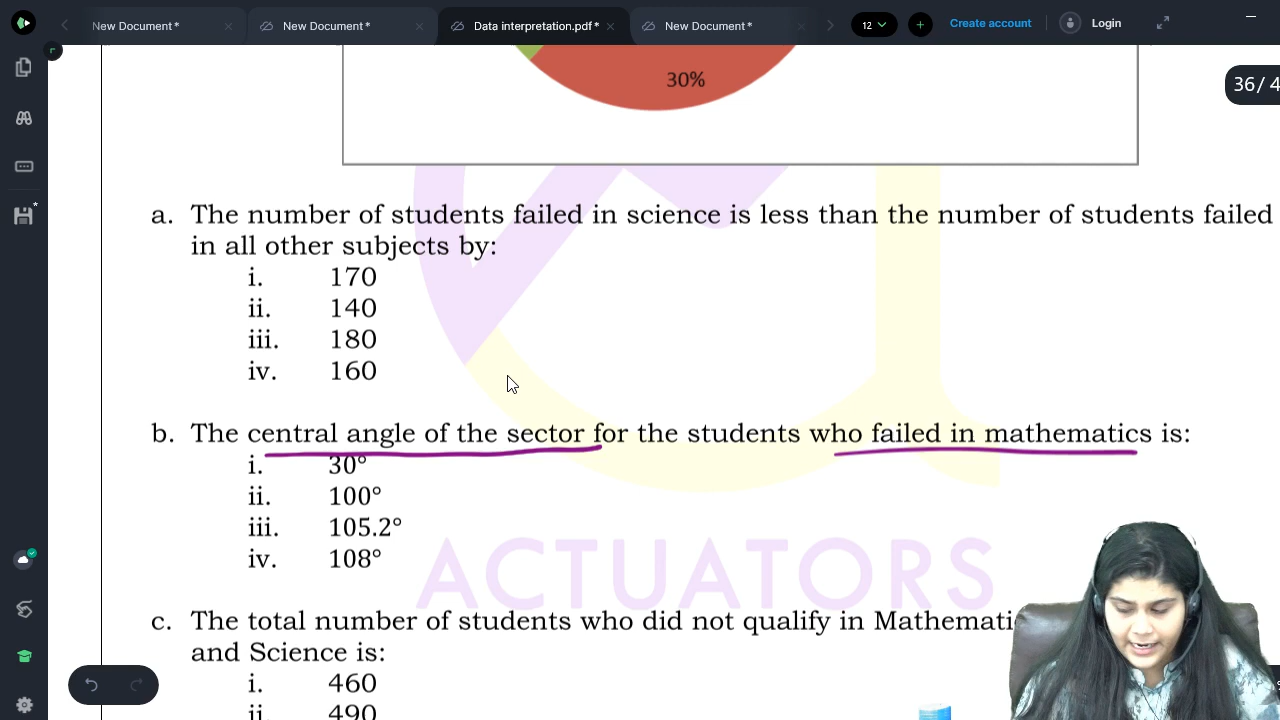 New Document*
New Document*
Data interpretation.pdf*
New Document*
12
Create account
Login
30%
36/4
a. The number of students failed in science is less than the number of students failed
in all other subjects by:
i. 170
ii. 140
iii. 180
iv. 160
b. The central angle of the sector for the students who failed in mathematics is:
i. 30°
ii. 100°
iii. 105.2°
iv. 108°
ACTUATORS
c. The total number of students who did not qualify in Mathemati
and Science is:
i. 460
ii. 490